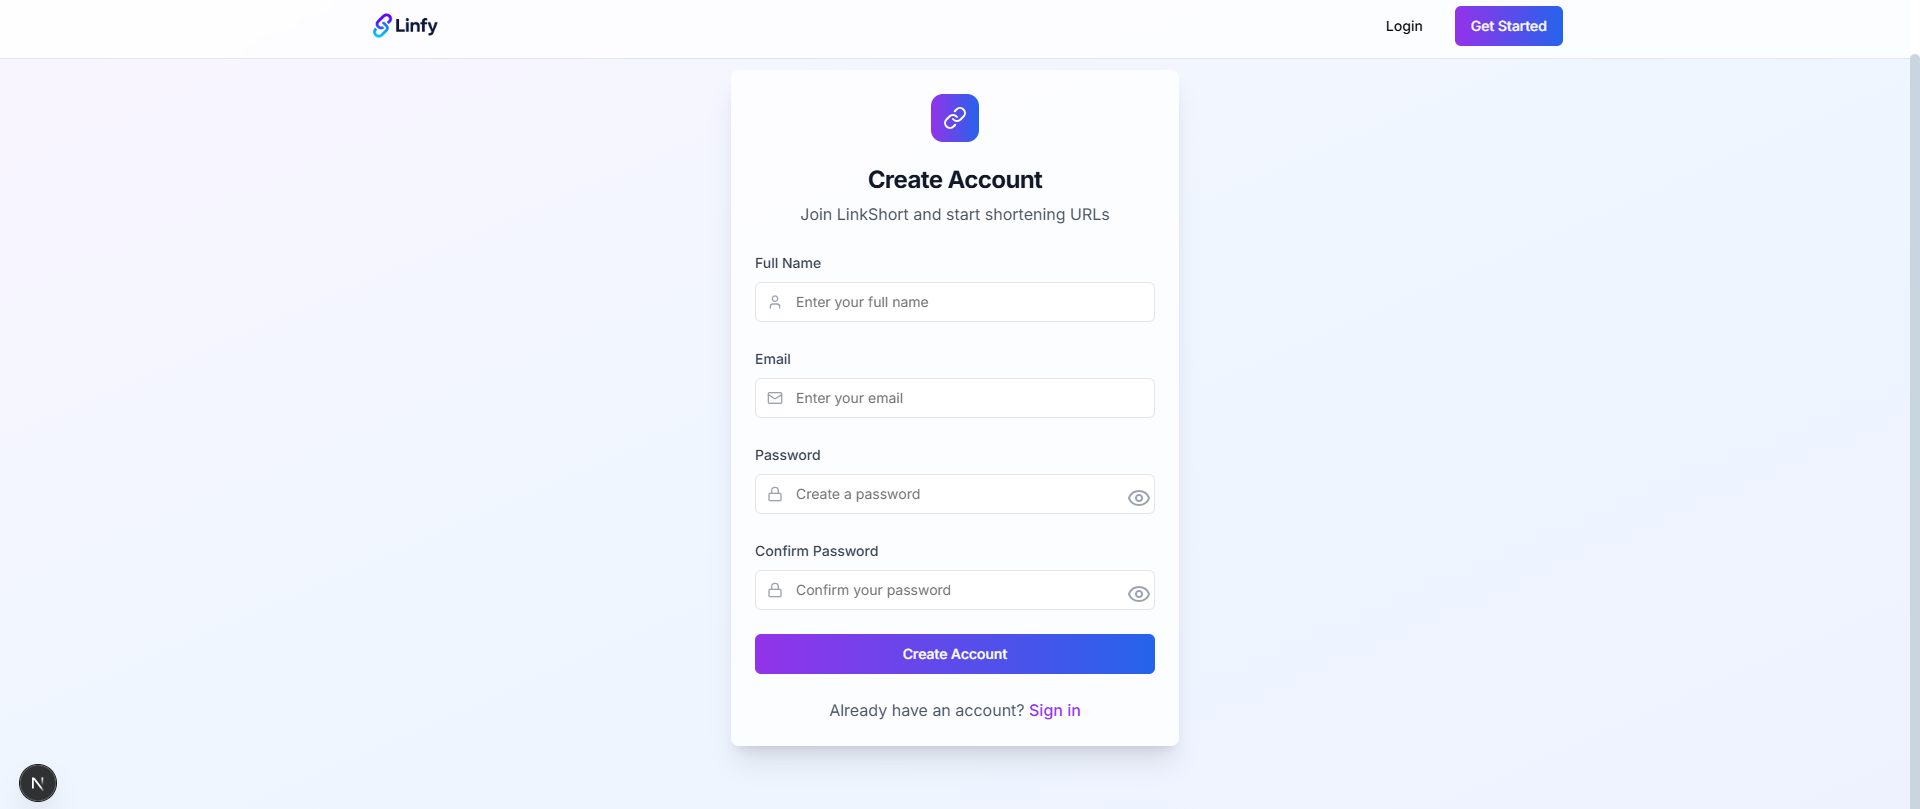 Linfy
Login
Get Started
Create Account
Join LinkShort and start shortening URLs
Full Name
Enter your full name
Email
Enter your email
Password
Create a password
Confirm Password
Confirm your password
Create Account
Already have an account? Sign in
N